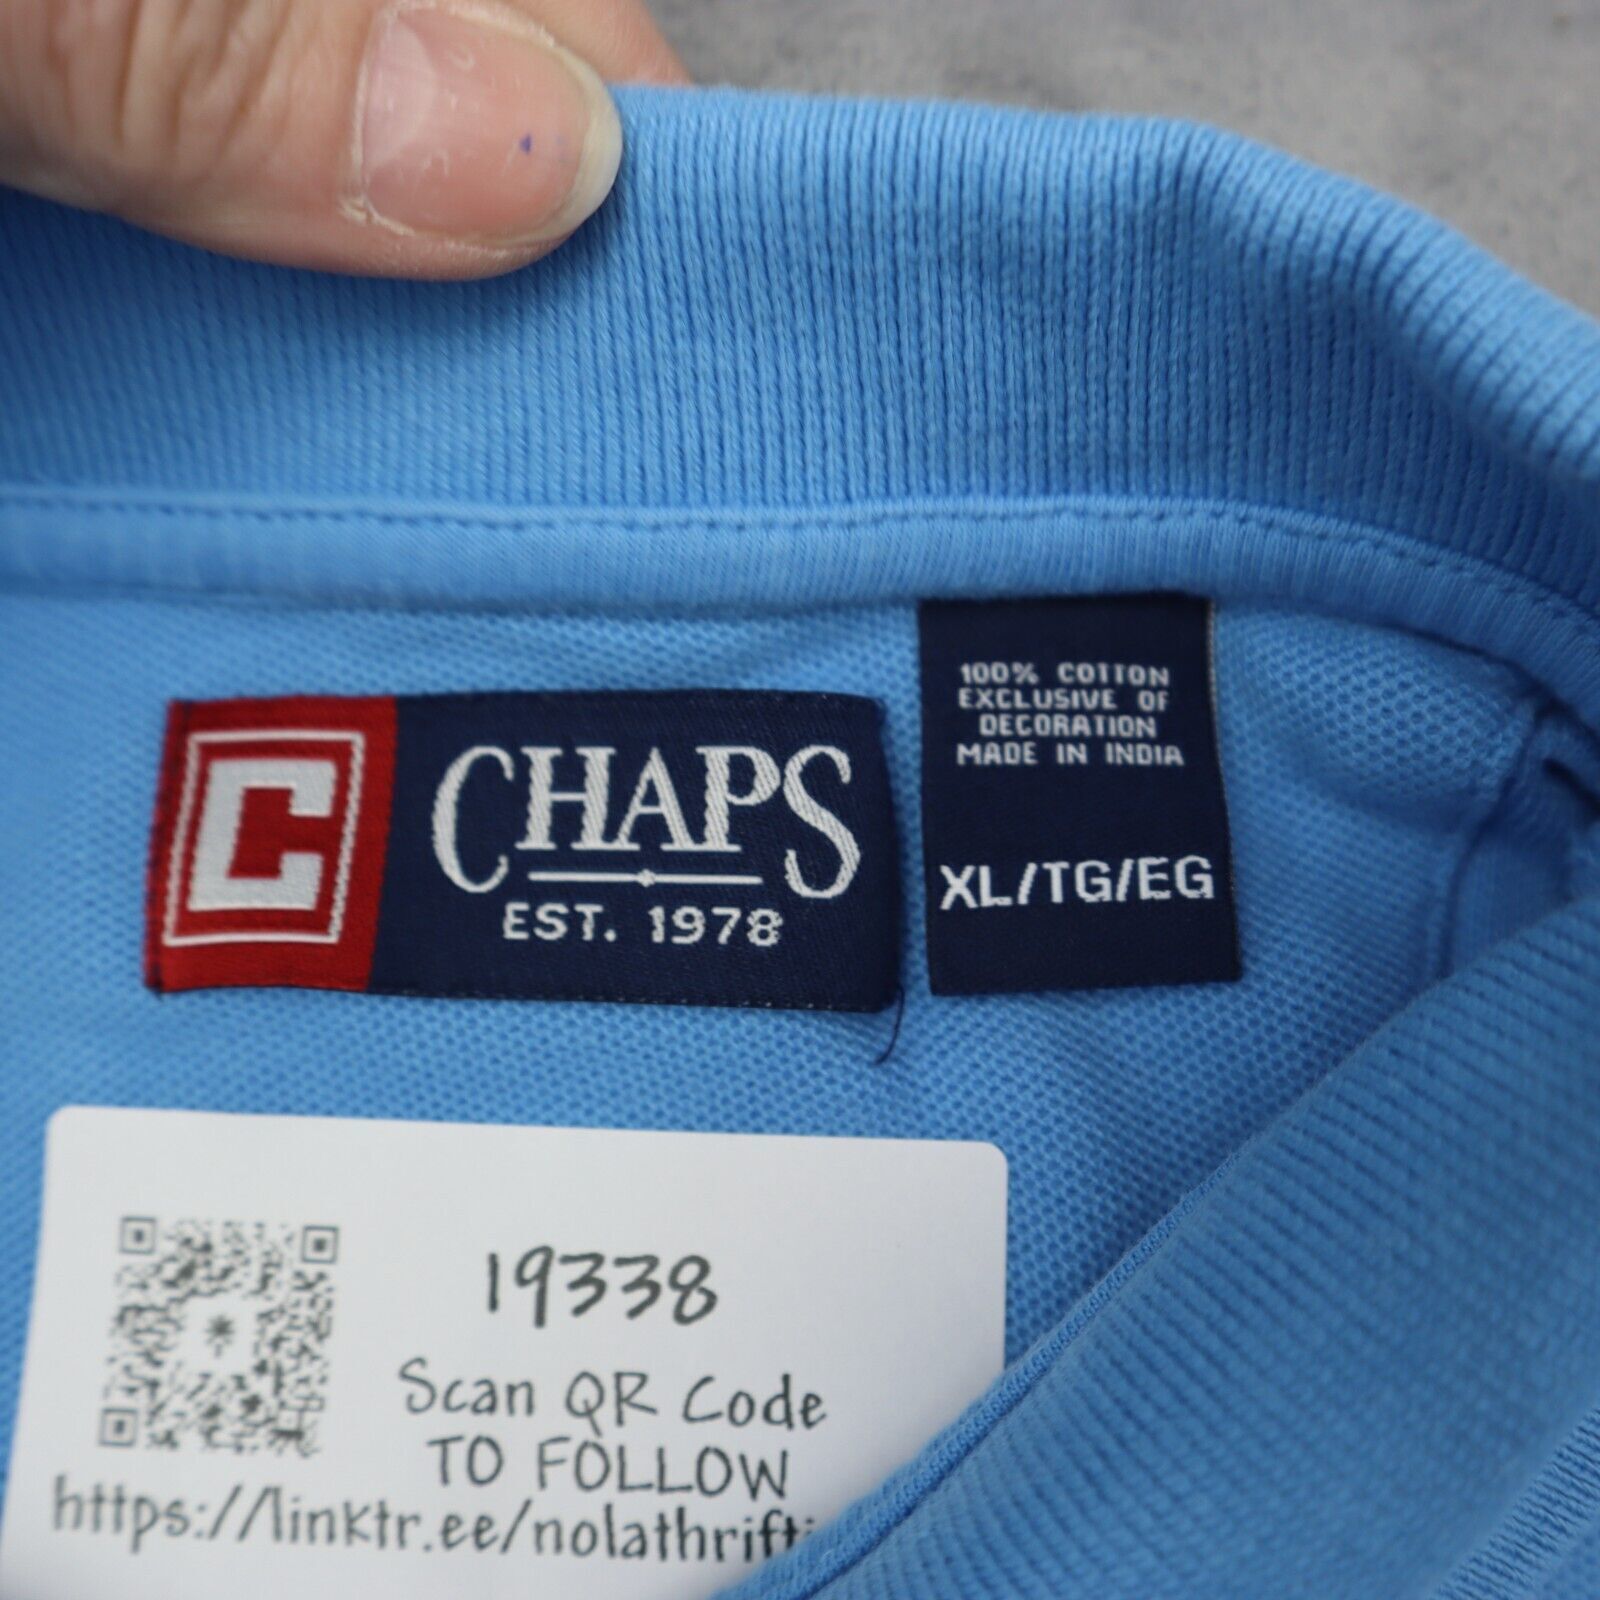 C
CHAPS
EST. 1978
100% COTTON
EXCLUSIVE OF
DECORATION
MADE IN INDIA
XL/TG/EG
19338
Scan QR Code
TO FOLLOW
https://linktr.ee/nolathrifti